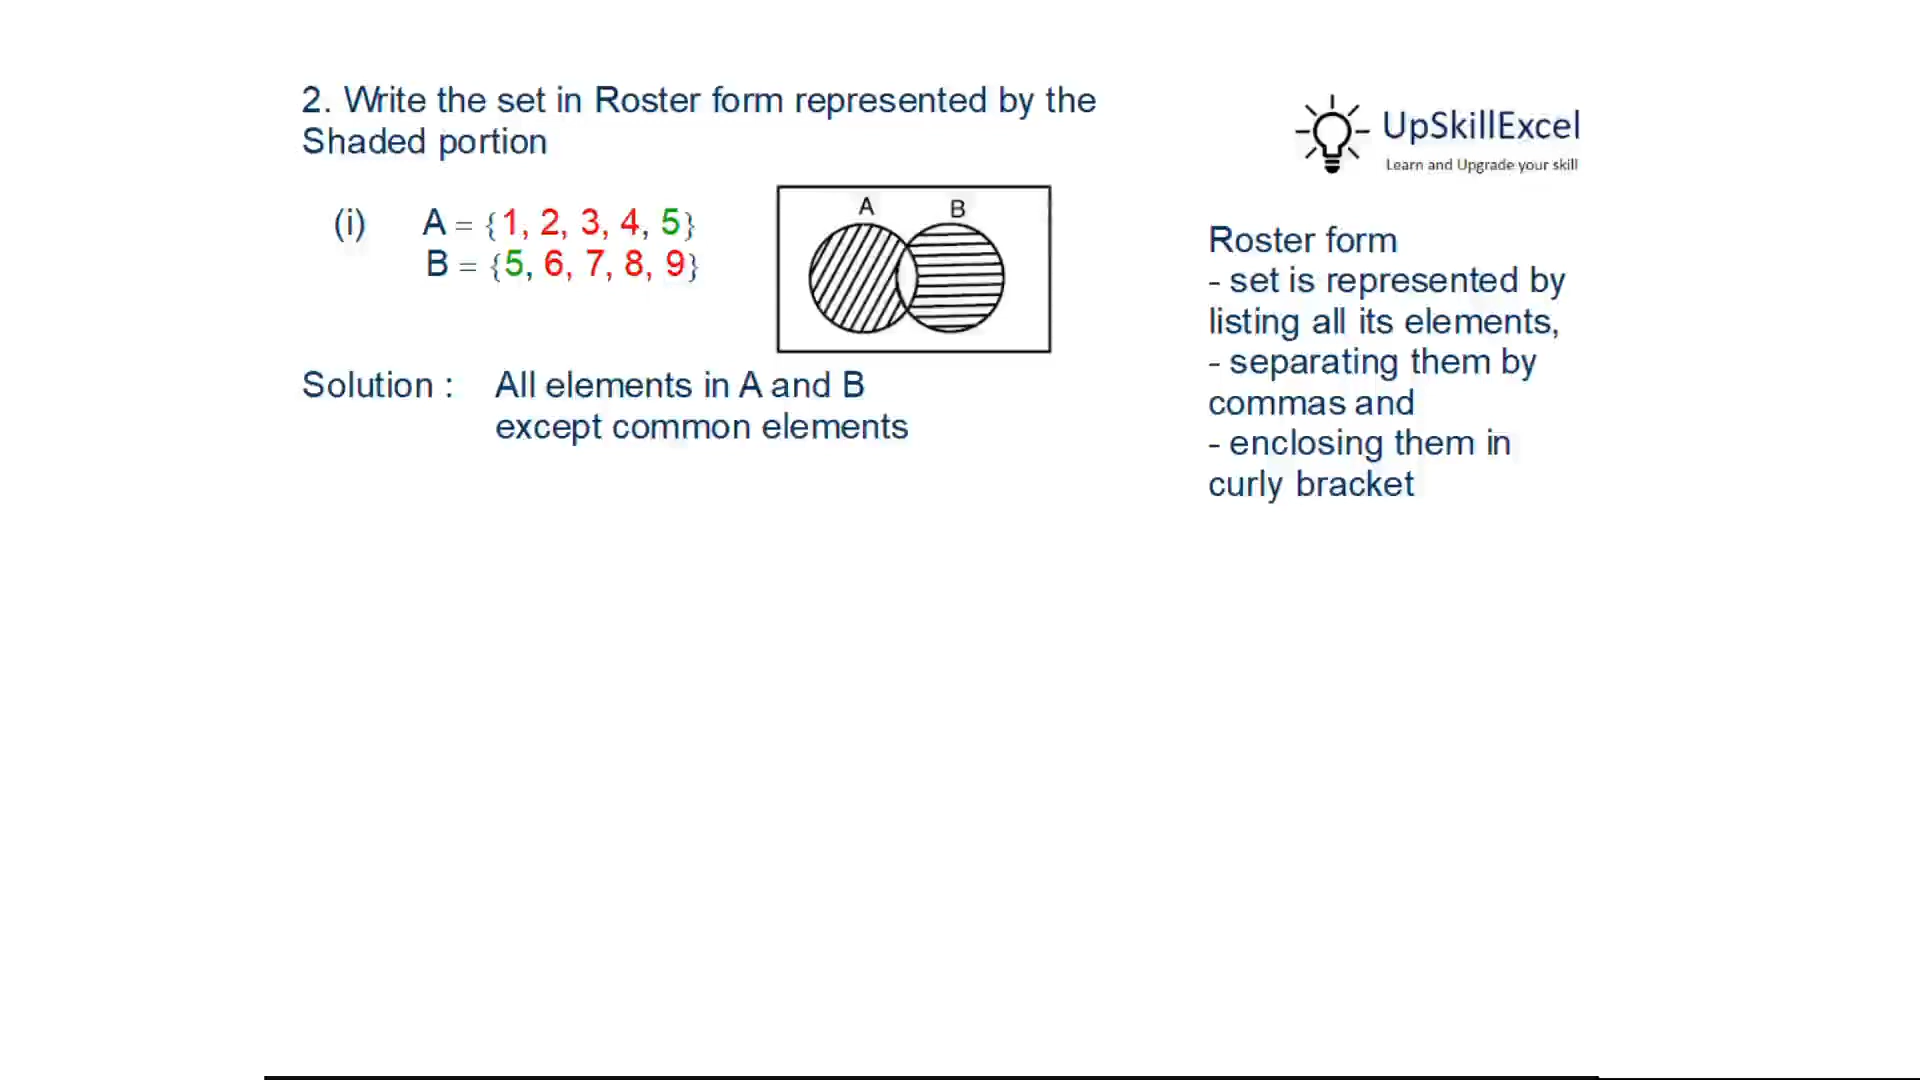 2. Write the set in Roster form represented by the
Shaded portion
UpSkillExcel
Learn and Upgrade your skill
(i) A = {1, 2, 3, 4, 5}
B = {5, 6, 7, 8, 9}
A B
Solution : All elements in A and B
except common elements
Roster form
- set is represented by
listing all its elements,
- separating them by
commas and
- enclosing them in
curly bracket